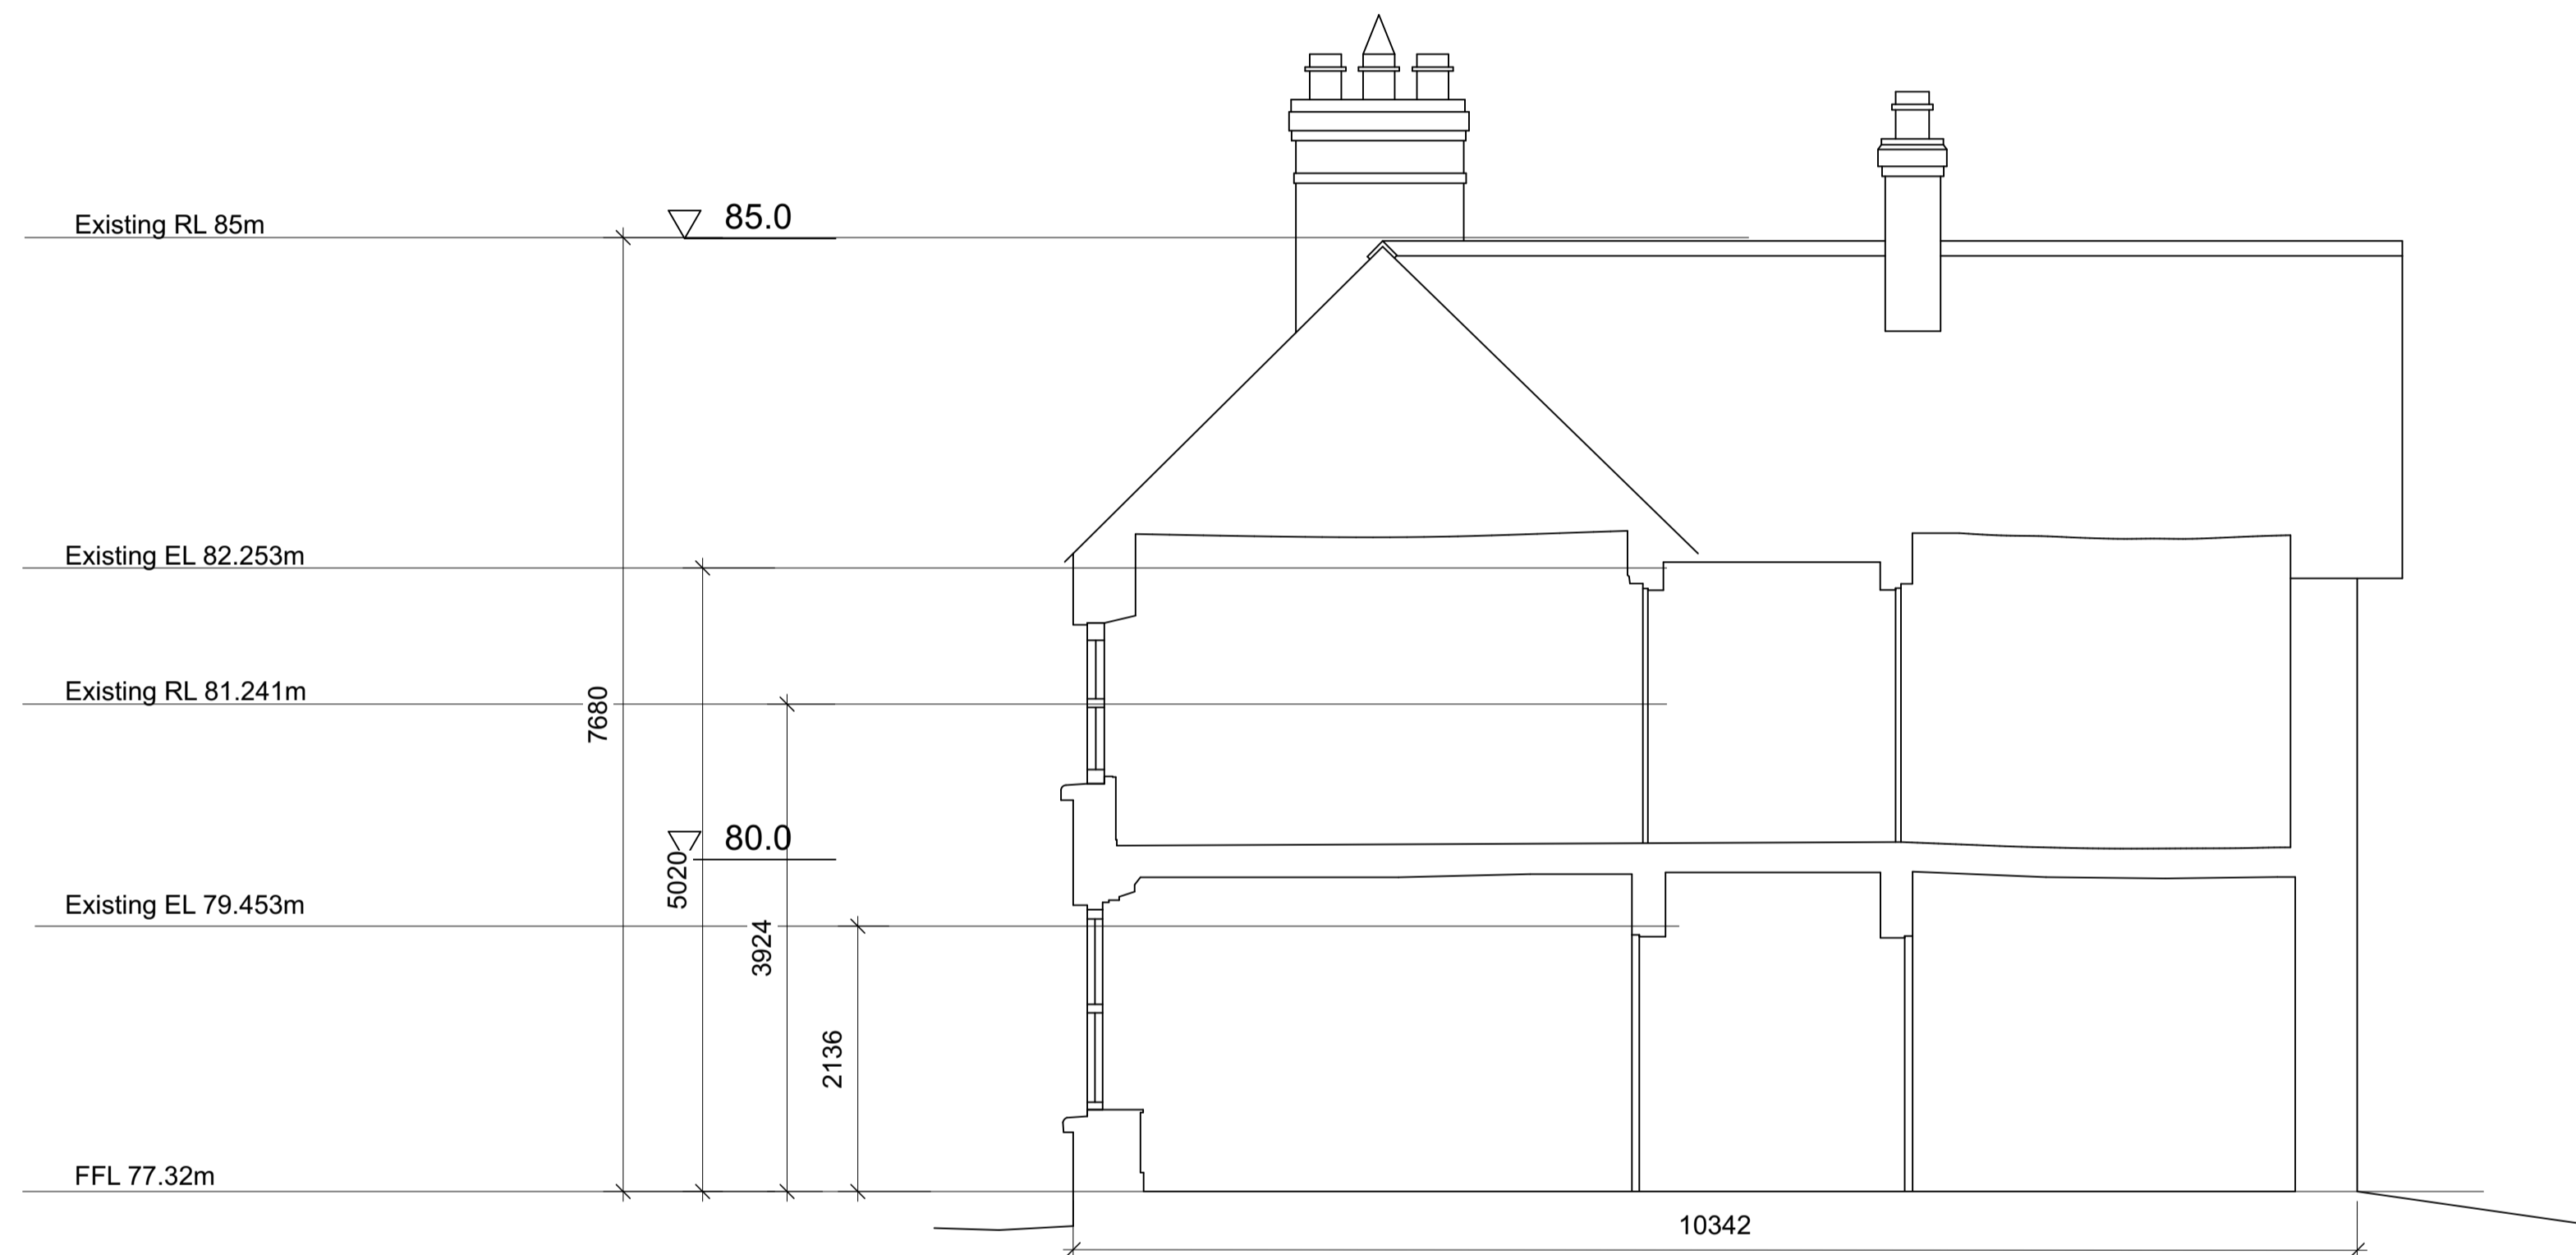 Existing RL 85m
85.0
Existing EL 82.253m
Existing RL 81.241m
7680
80.0
5020
Existing EL 79.453m
3924
2136
FFL 77.32m
10342